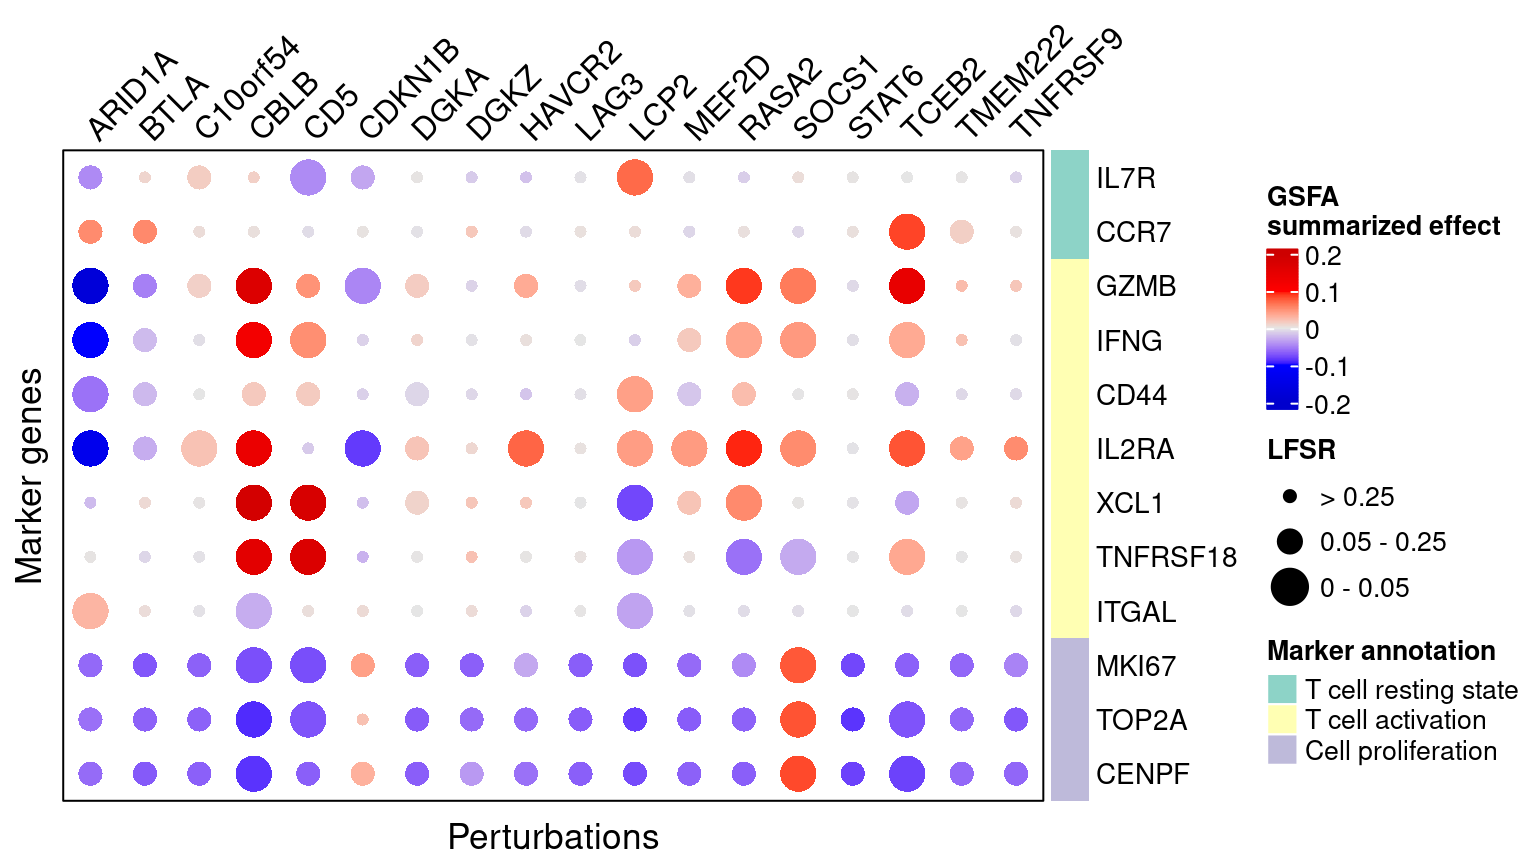 ARID1A
BTLA
C10orf54
CBLB
CD5
CDKN1B
DGKA
DGKZ
HAVCR2
LAG3
LCP2
MEF2D
RASA2
SOCS1
STAT6
TCEB2
TMEM222
TNFRSF9
Marker genes
IL7R
CCR7
GZMB
IFNG
CD44
IL2RA
XCL1
TNFRSF18
ITGAL
MKI67
TOP2A
CENPF
Perturbations
GSFA
summarized effect
0.2
0.1
0
-0.1
-0.2
LFSR
> 0.25
0.05 - 0.25
0 - 0.05
Marker annotation
T cell resting state
T cell activation
Cell proliferation